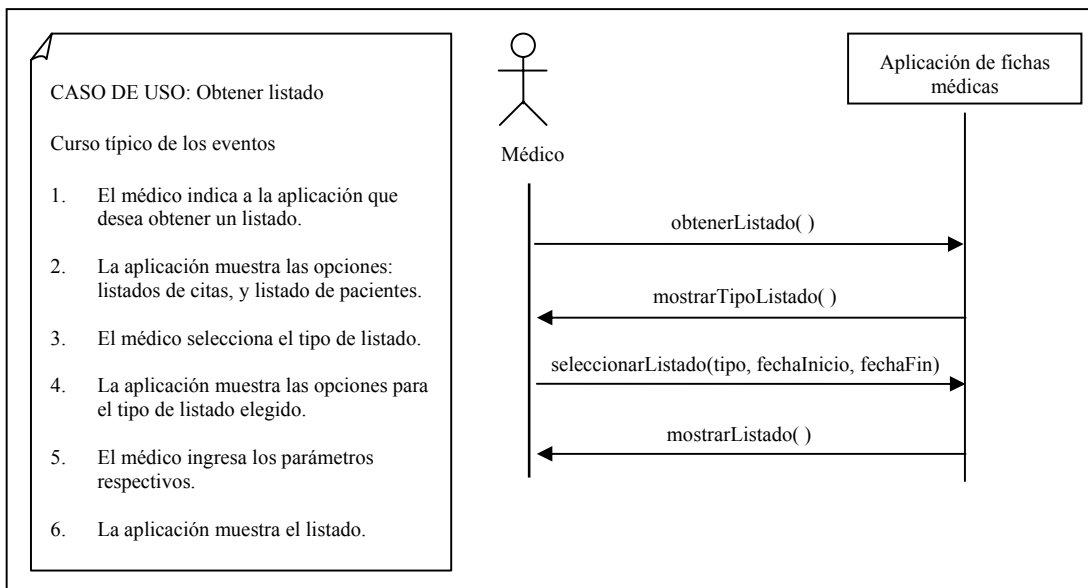 CASO DE USO: Obtener listado
Curso típico de los eventos
1. El médico indica a la aplicación que
desea obtener un listado.
2. La aplicación muestra las opciones:
listados de citas, y listado de pacientes.
3. El médico selecciona el tipo de listado.
4. La aplicación muestra las opciones para
el tipo de listado elegido.
5. El médico ingresa los parámetros
respectivos.
6. La aplicación muestra el listado.
Médico
Aplicación de fichas
médicas
obtenerListado( )
mostrarTipoListado( )
seleccionarListado(tipo, fechaInicio, fechaFin)
mostrarListado( )